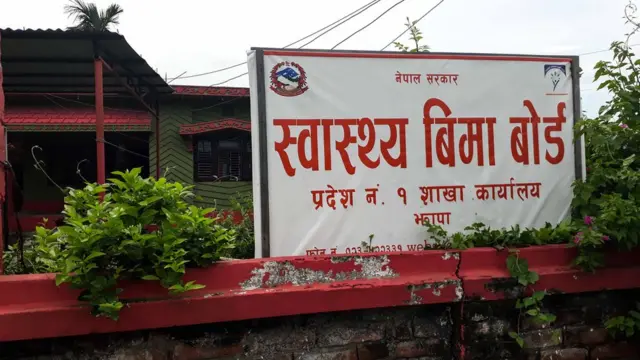 नेपाल सरकार
स्वास्थ्य बिमा बोर्ड
प्रदेश नं. १ शाखा कार्यालय
झापा
फोन नं.